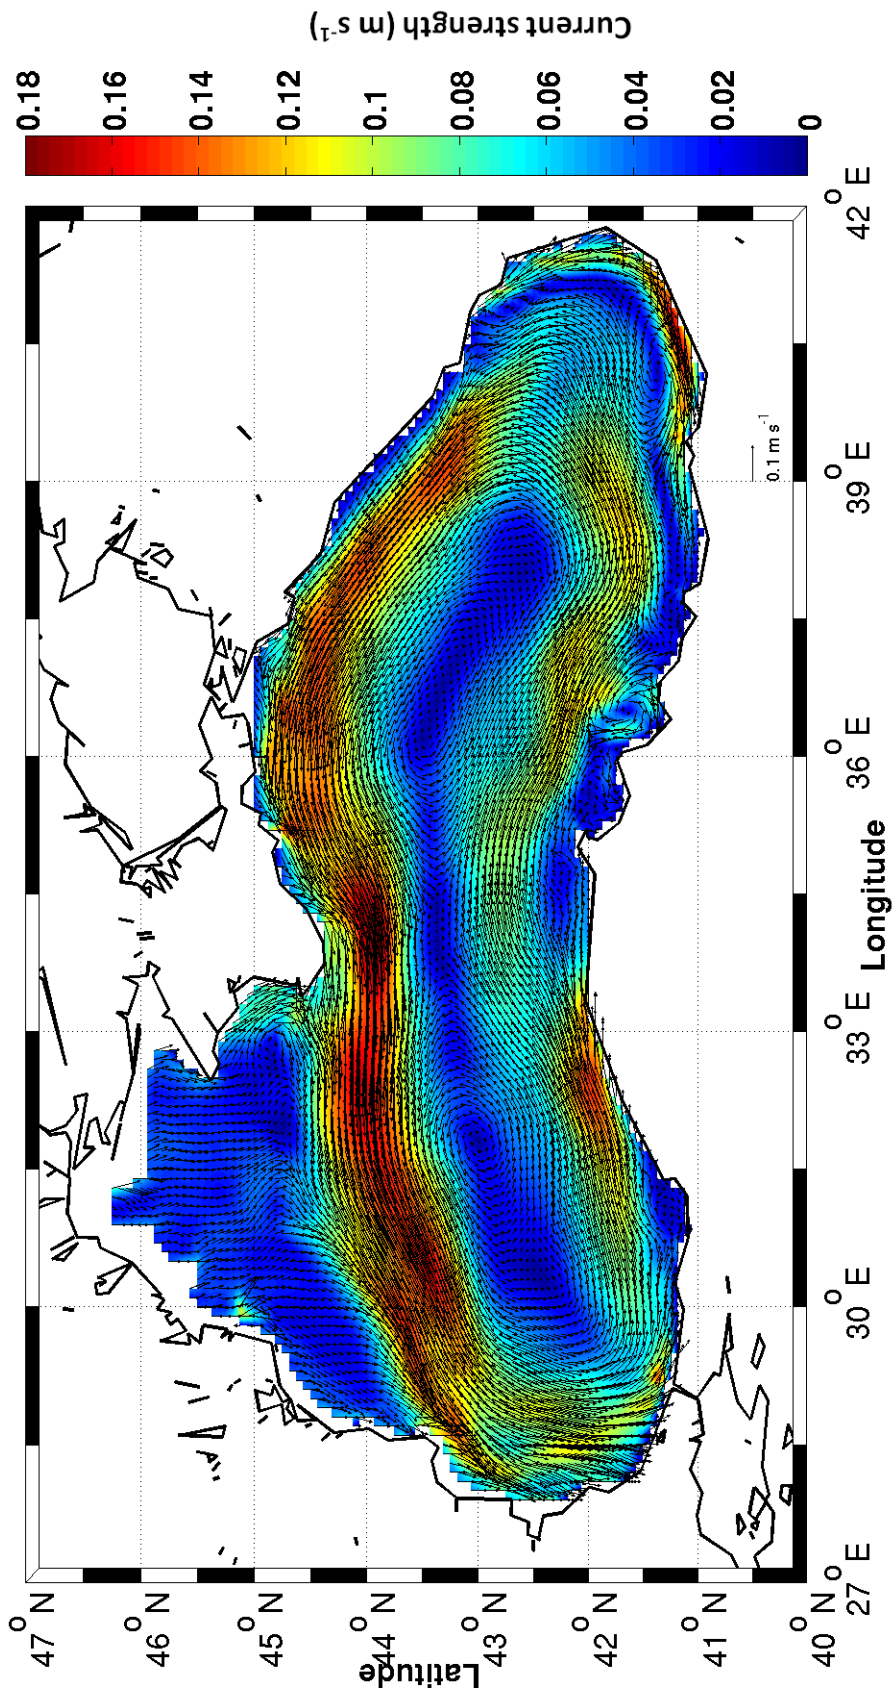 Current strength (m s⁻¹)
0.18
0.16
0.14
0.12
0.1
0.08
0.06
0.04
0.02
0
47° N
46° N
45° N
44° N
43° N
42° N
41° N
40° N
Latitude
27° E
30° E
33° E
36° E
39° E
42° E
Longitude
0.1 m s⁻¹